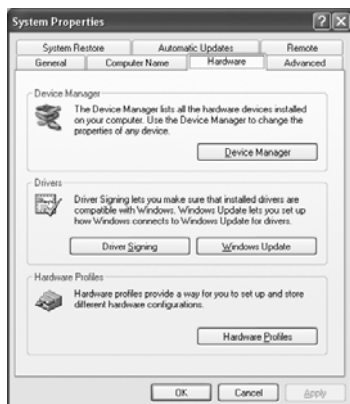 System Properties
System Restore Automatic Updates Remote
General Computer Name Hardware Advanced
Device Manager
The Device Manager lists all the hardware devices installed
on your computer. Use the Device Manager to change the
properties of any device.
Device Manager
Drivers
Driver Signing lets you make sure that installed drivers are
compatible with Windows. Windows Update lets you set up
how Windows connects to Windows Update for drivers.
Driver Signing Windows Update
Hardware Profiles
Hardware profiles provide a way for you to set up and store
different hardware configurations.
Hardware Profiles
OK Cancel Apply